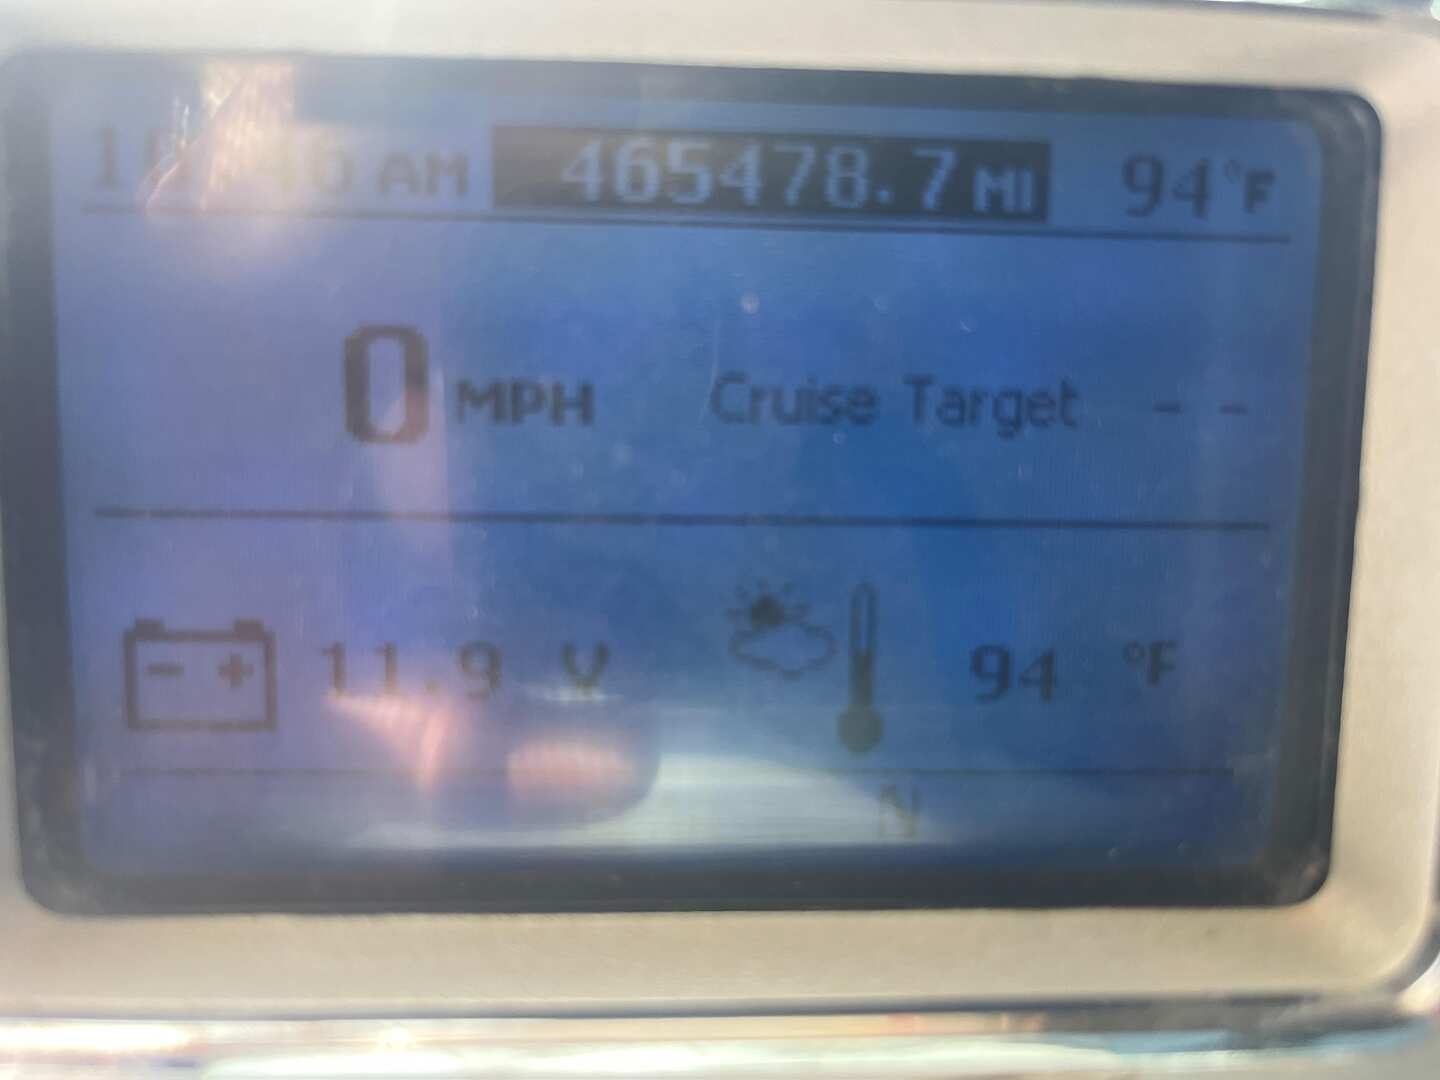 AM 465478.7 MI 94°F
0 MPH Cruise Target - -
- + 11.9 V 94 °F
N